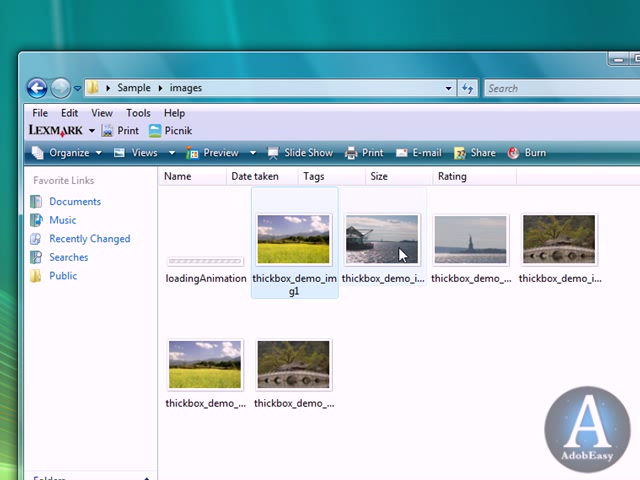 Sample images
Search
File Edit View Tools Help
LEXMARK Print Picnik
Organize Views Preview Slide Show Print E-mail Share Burn
Favorite Links
Name Date taken Tags Size Rating
Documents
Music
Recently Changed
Searches
Public
loadingAnimation thickbox_demo_im thickbox_demo_i... thickbox_demo_... thickbox_demo_i...
g1
thickbox_demo_... thickbox_demo_...
A
AdobEasy